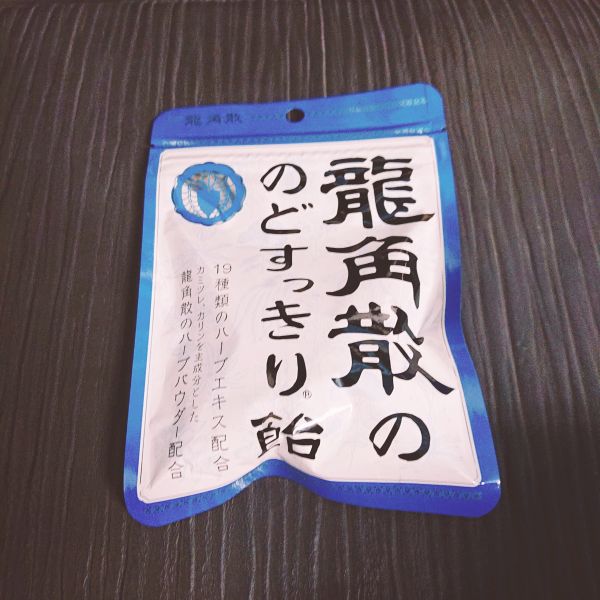 龍角散
龍角散の
のどすっきり®飴
19種類のハーブエキス配合
カミツレ、カリンを主成分とした
龍角散のハーブパウダー配合